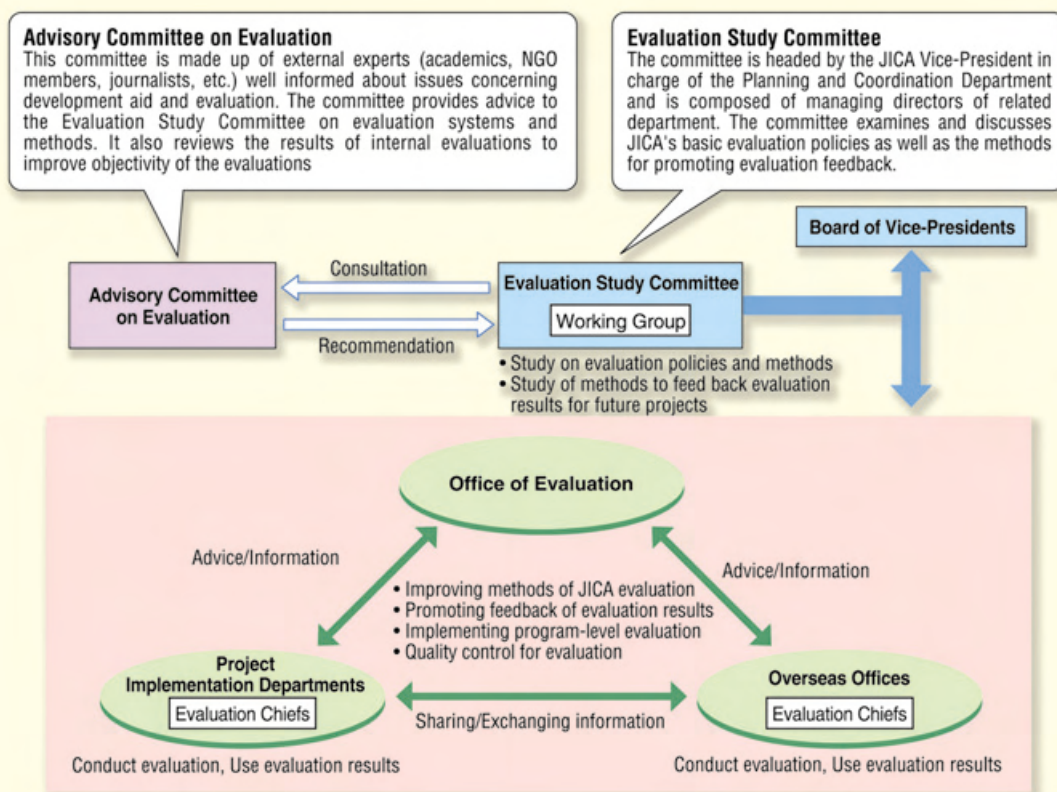 Advisory Committee on Evaluation
This committee is made up of external experts (academics, NGO
members, journalists, etc.) well informed about issues concerning
development aid and evaluation. The committee provides advice to
the Evaluation Study Committee on evaluation systems and
methods. It also reviews the results of internal evaluations to
improve objectivity of the evaluations
Evaluation Study Committee
The committee is headed by the JICA Vice-President in
charge of the Planning and Coordination Department
and is composed of managing directors of related
department. The committee examines and discusses
JICA's basic evaluation policies as well as the methods
for promoting evaluation feedback.
Board of Vice-Presidents
Advisory Committee
on Evaluation
Consultation
Recommendation
Evaluation Study Committee
Working Group
• Study on evaluation policies and methods
• Study of methods to feed back evaluation
results for future projects
Office of Evaluation
Advice/Information
Advice/Information
• Improving methods of JICA evaluation
• Promoting feedback of evaluation results
• Implementing program-level evaluation
• Quality control for evaluation
Project
Implementation Departments
Evaluation Chiefs
Sharing/Exchanging information
Overseas Offices
Evaluation Chiefs
Conduct evaluation, Use evaluation results
Conduct evaluation, Use evaluation results